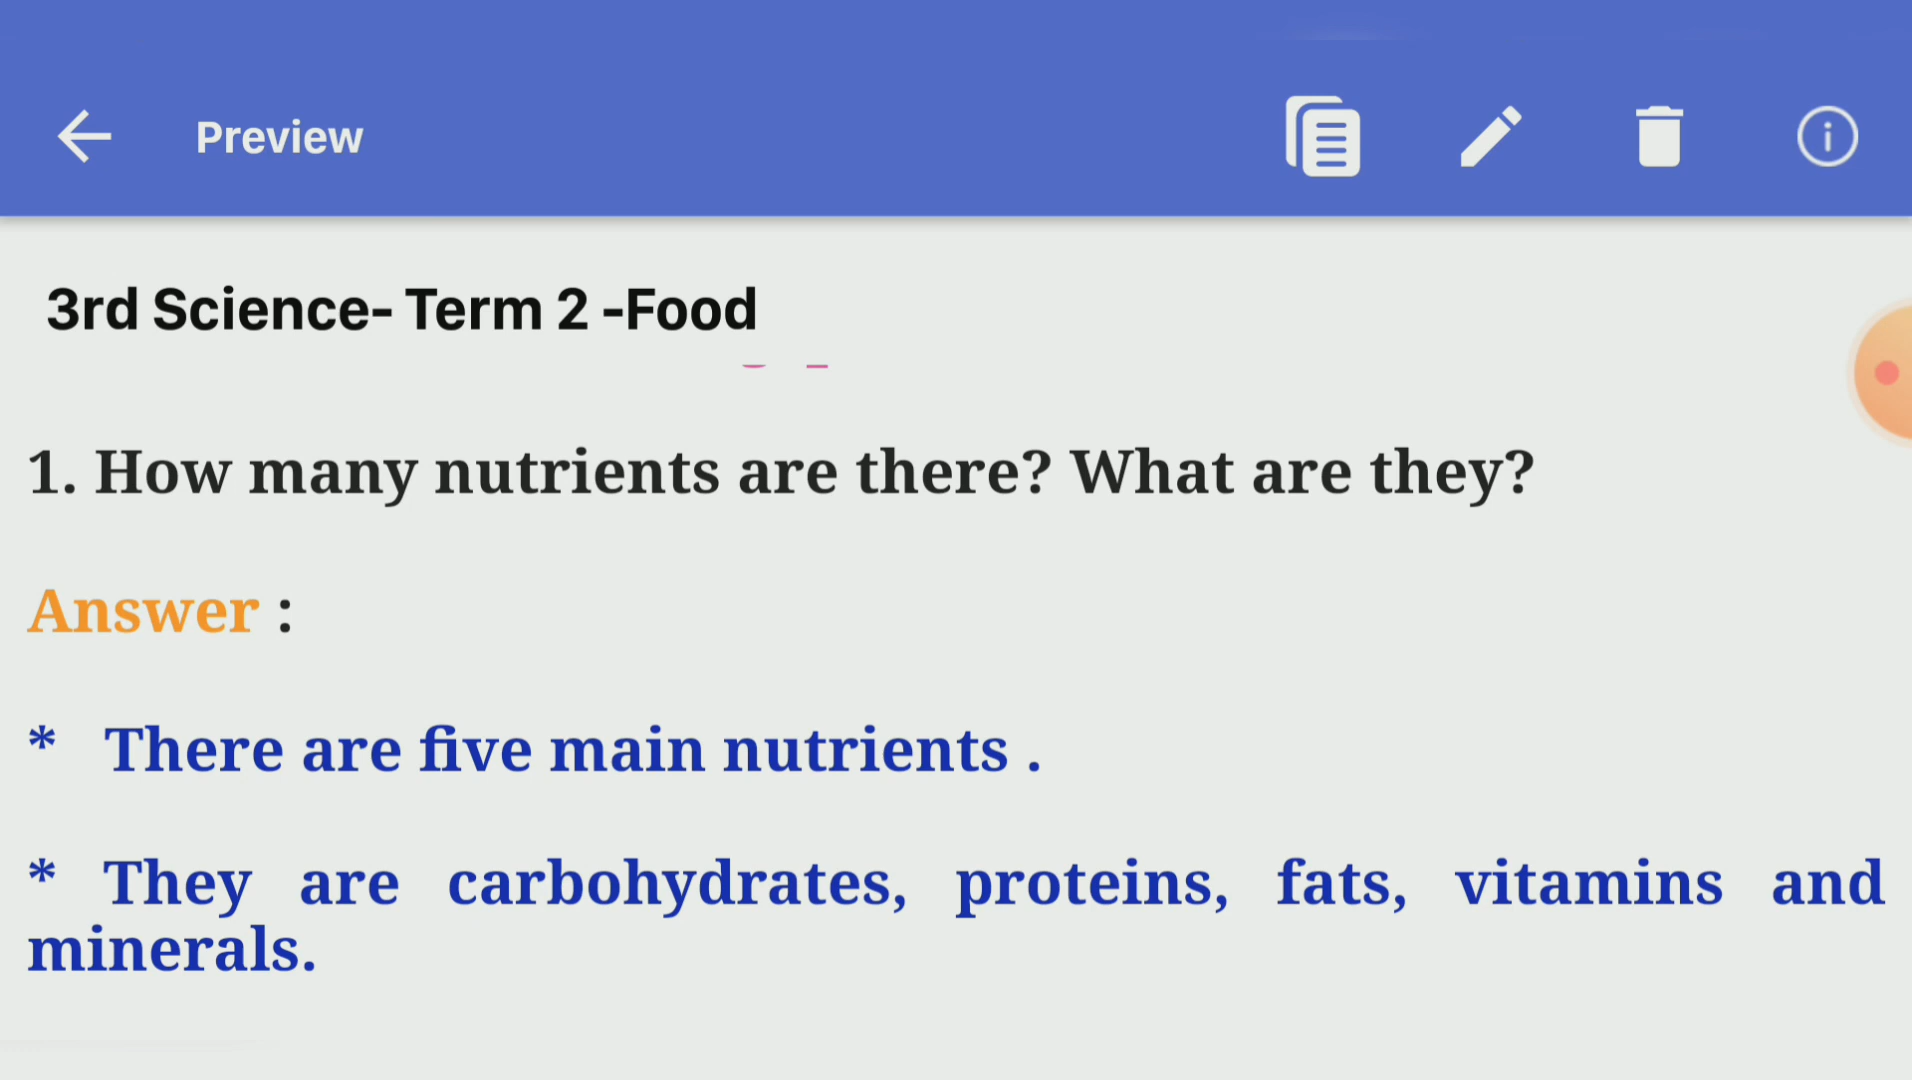 Preview
3rd Science- Term 2 -Food
1. How many nutrients are there? What are they?
Answer :
* There are five main nutrients .
* They are carbohydrates, proteins, fats, vitamins and
minerals.